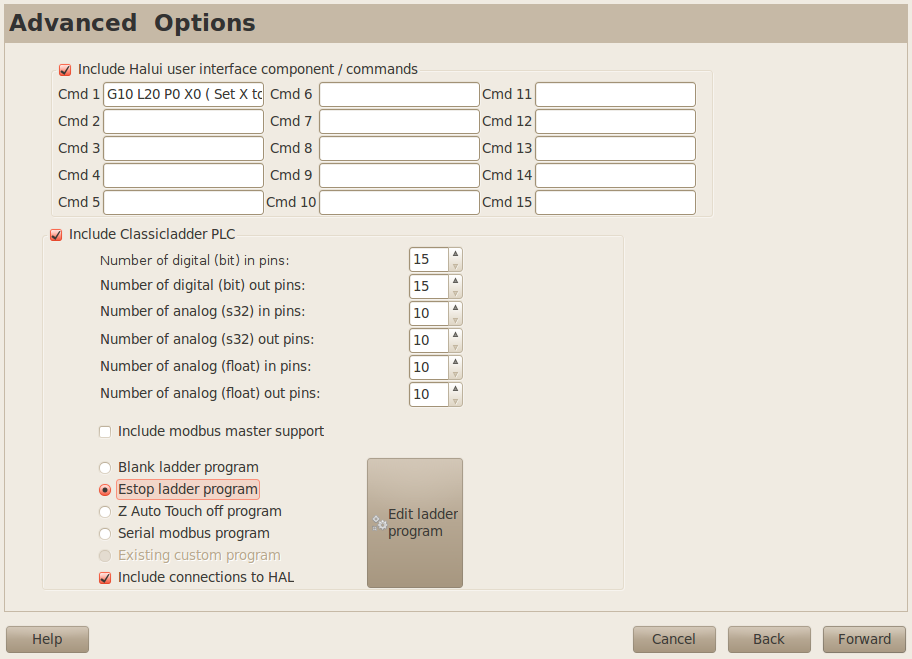 Advanced Options
Include Halui user interface component / commands
Cmd 1 G10 L20 P0 X0 ( Set X to Cmd 6 Cmd 11
Cmd 2 Cmd 7 Cmd 12
Cmd 3 Cmd 8 Cmd 13
Cmd 4 Cmd 9 Cmd 14
Cmd 5 Cmd 10 Cmd 15
Include Classicladder PLC
Number of digital (bit) in pins: 15
Number of digital (bit) out pins: 15
Number of analog (s32) in pins: 10
Number of analog (s32) out pins: 10
Number of analog (float) in pins: 10
Number of analog (float) out pins: 10
Include modbus master support
Blank ladder program
Estop ladder program
Z Auto Touch off program
Serial modbus program
Existing custom program
Include connections to HAL
Edit ladder
program
Help Cancel Back Forward